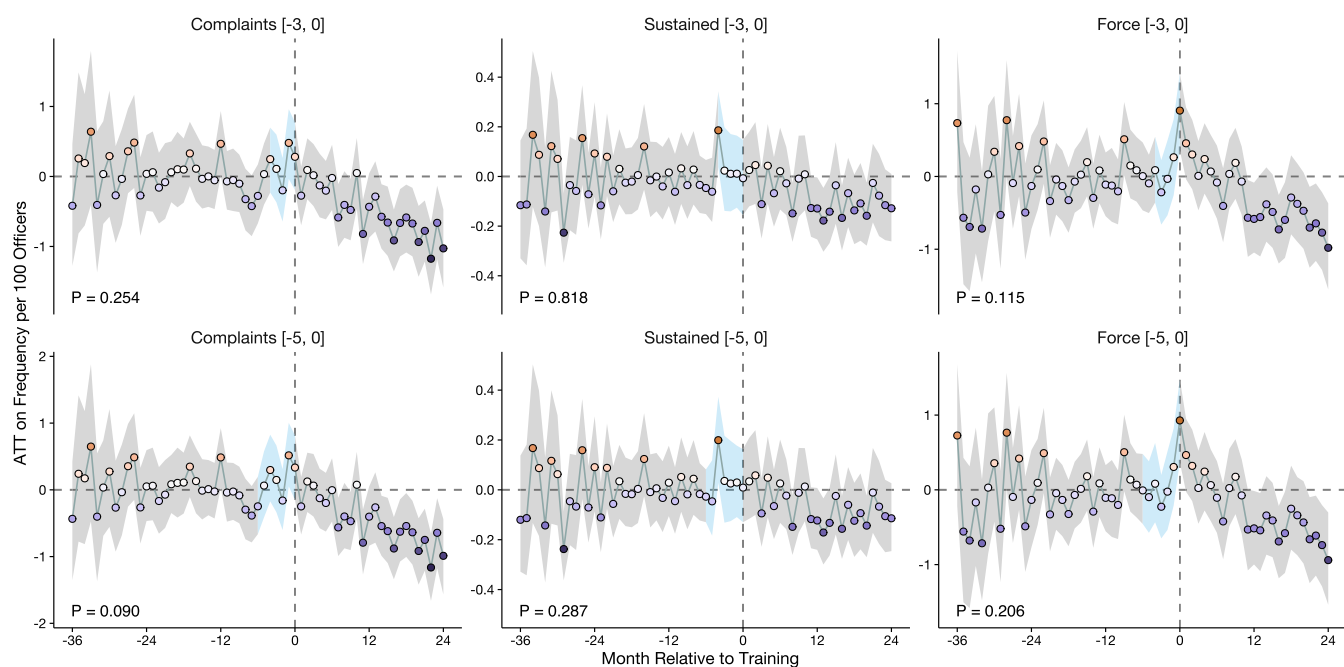 Complaints [-3, 0]
Sustained [-3, 0]
Force [-3, 0]
1
0
-1
P = 0.254
0.4
0.2
0.0
-0.2
-0.4
P = 0.818
1
0
-1
P = 0.115
ATT on Frequency per 100 Officers
Complaints [-5, 0]
Sustained [-5, 0]
Force [-5, 0]
2
1
0
-1
-2
P = 0.090
0.4
0.2
0.0
-0.2
-0.4
P = 0.287
1
0
-1
P = 0.206
-36 -24 -12 0 12 24
-36 -24 -12 0 12 24
-36 -24 -12 0 12 24
Month Relative to Training